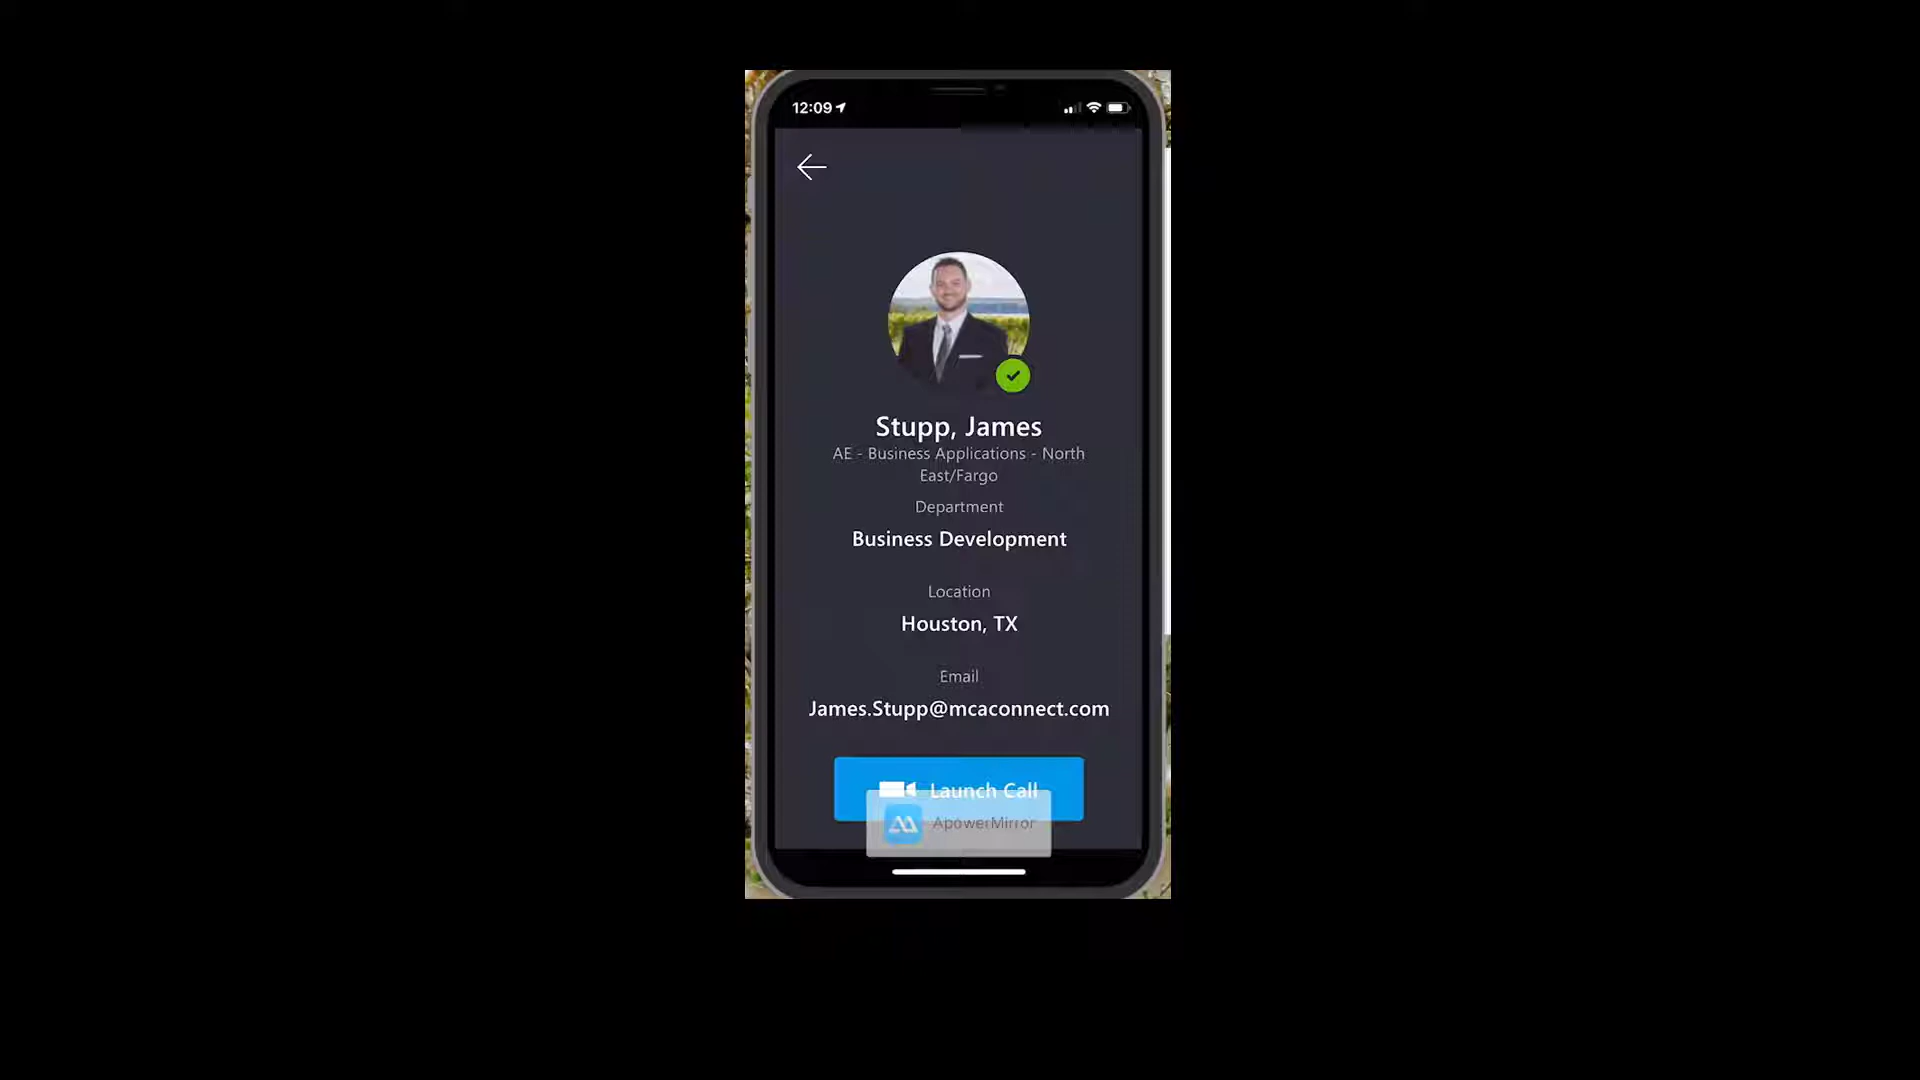 12:09
Stupp, James
AE - Business Applications - North
East/Fargo
Department
Business Development
Location
Houston, TX
Email
James.Stupp@mcaconnect.com
Launch Call
ApowerMirror